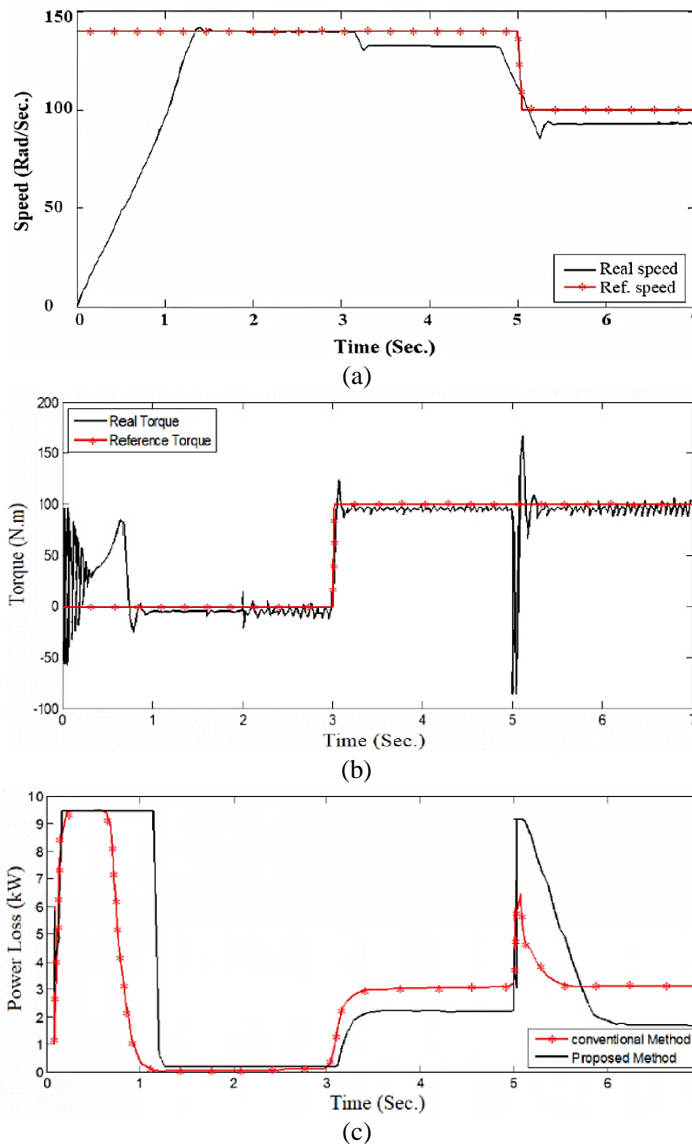 150
100
50
0
Speed (Rad/Sec.)
Real speed
Ref. speed
0 1 2 3 4 5 6 7
Time (Sec.)
(a)
200
150
100
50
0
-50
-100
Torque (N.m)
Real Torque
Reference Torque
0 1 2 3 4 5 6 7
Time (Sec.)
(b)
10
9
8
7
6
5
4
3
2
1
0
Power Loss (kW)
conventional Method
Proposed Method
0 1 2 3 4 5 6 7
Time (Sec.)
(c)